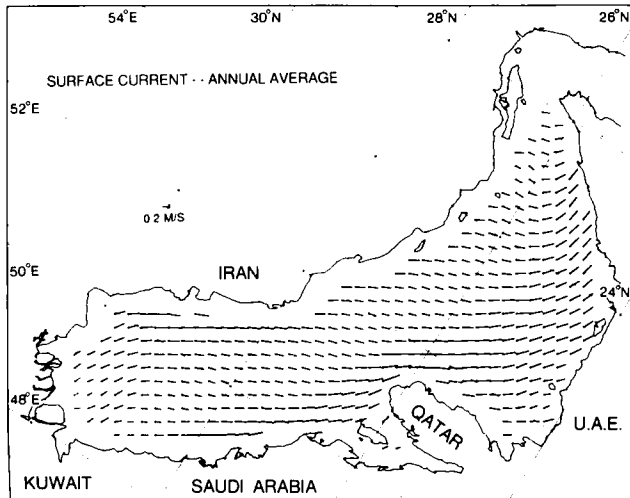 54°E 30°N 28°N 26°N
SURFACE CURRENT - - ANNUAL AVERAGE
52°E
0.2 M/S
IRAN
50°E
24°N
48°E
QATAR
U.A.E.
KUWAIT SAUDI ARABIA